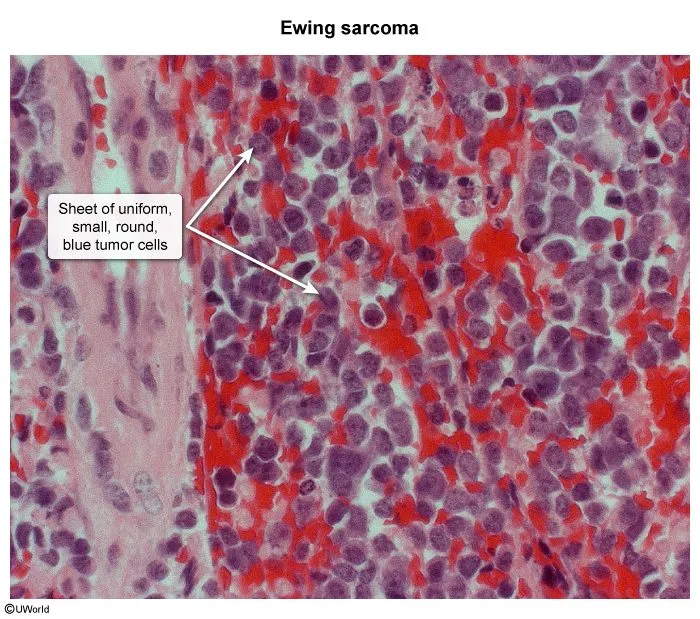 Ewing sarcoma
Sheet of uniform,
small, round,
blue tumor cells
©UWorld